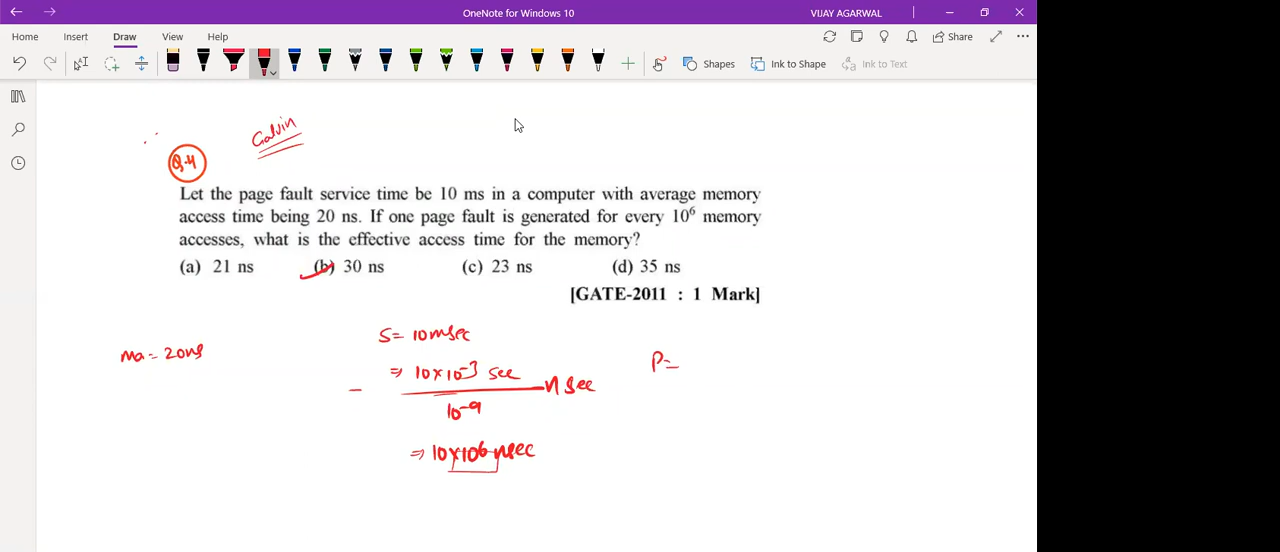 OneNote for Windows 10
VIJAY AGARWAL
Home Insert Draw View Help
Share
Shapes Ink to Shape Ink to Text
Galvin
Q.4
Let the page fault service time be 10 ms in a computer with average memory
access time being 20 ns. If one page fault is generated for every 10⁶ memory
accesses, what is the effective access time for the memory?
(a) 21 ns (b) 30 ns (c) 23 ns (d) 35 ns
[GATE-2011 : 1 Mark]
S = 10 msec
ma = 20ns
⇒ 10×10⁻³ sec
P =
n sec
10⁻⁹
⇒ 10×10⁶ nsec